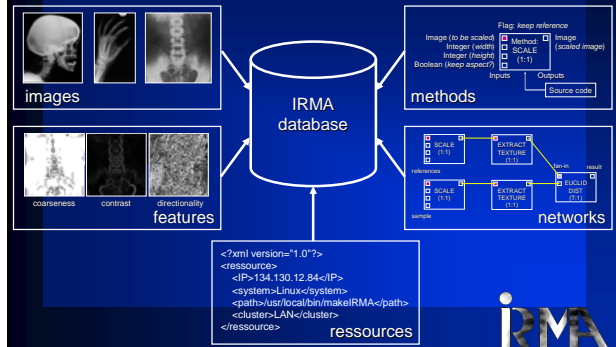 images
IRMA
database
Flag: keep reference
Image (to be scaled)
Integer (width)
Integer (height)
Boolean (keep aspect?)
Method:
SCALE
(1:1)
Image
(scaled image)
Inputs
Outputs
Source code
methods
coarseness
contrast
directionality
features
SCALE
(1:1)
EXTRACT
TEXTURE
(1:1)
references
fan-in
result
EUCLID
DIST
(T:1)
SCALE
(1:1)
EXTRACT
TEXTURE
(1:1)
sample
networks
<?xml version="1.0"?>
<ressource>
<IP>134.130.12.84</IP>
<system>Linux</system>
<path>/usr/local/bin/makeIRMA</path>
<cluster>LAN</cluster>
</ressource>
ressources
IRMA